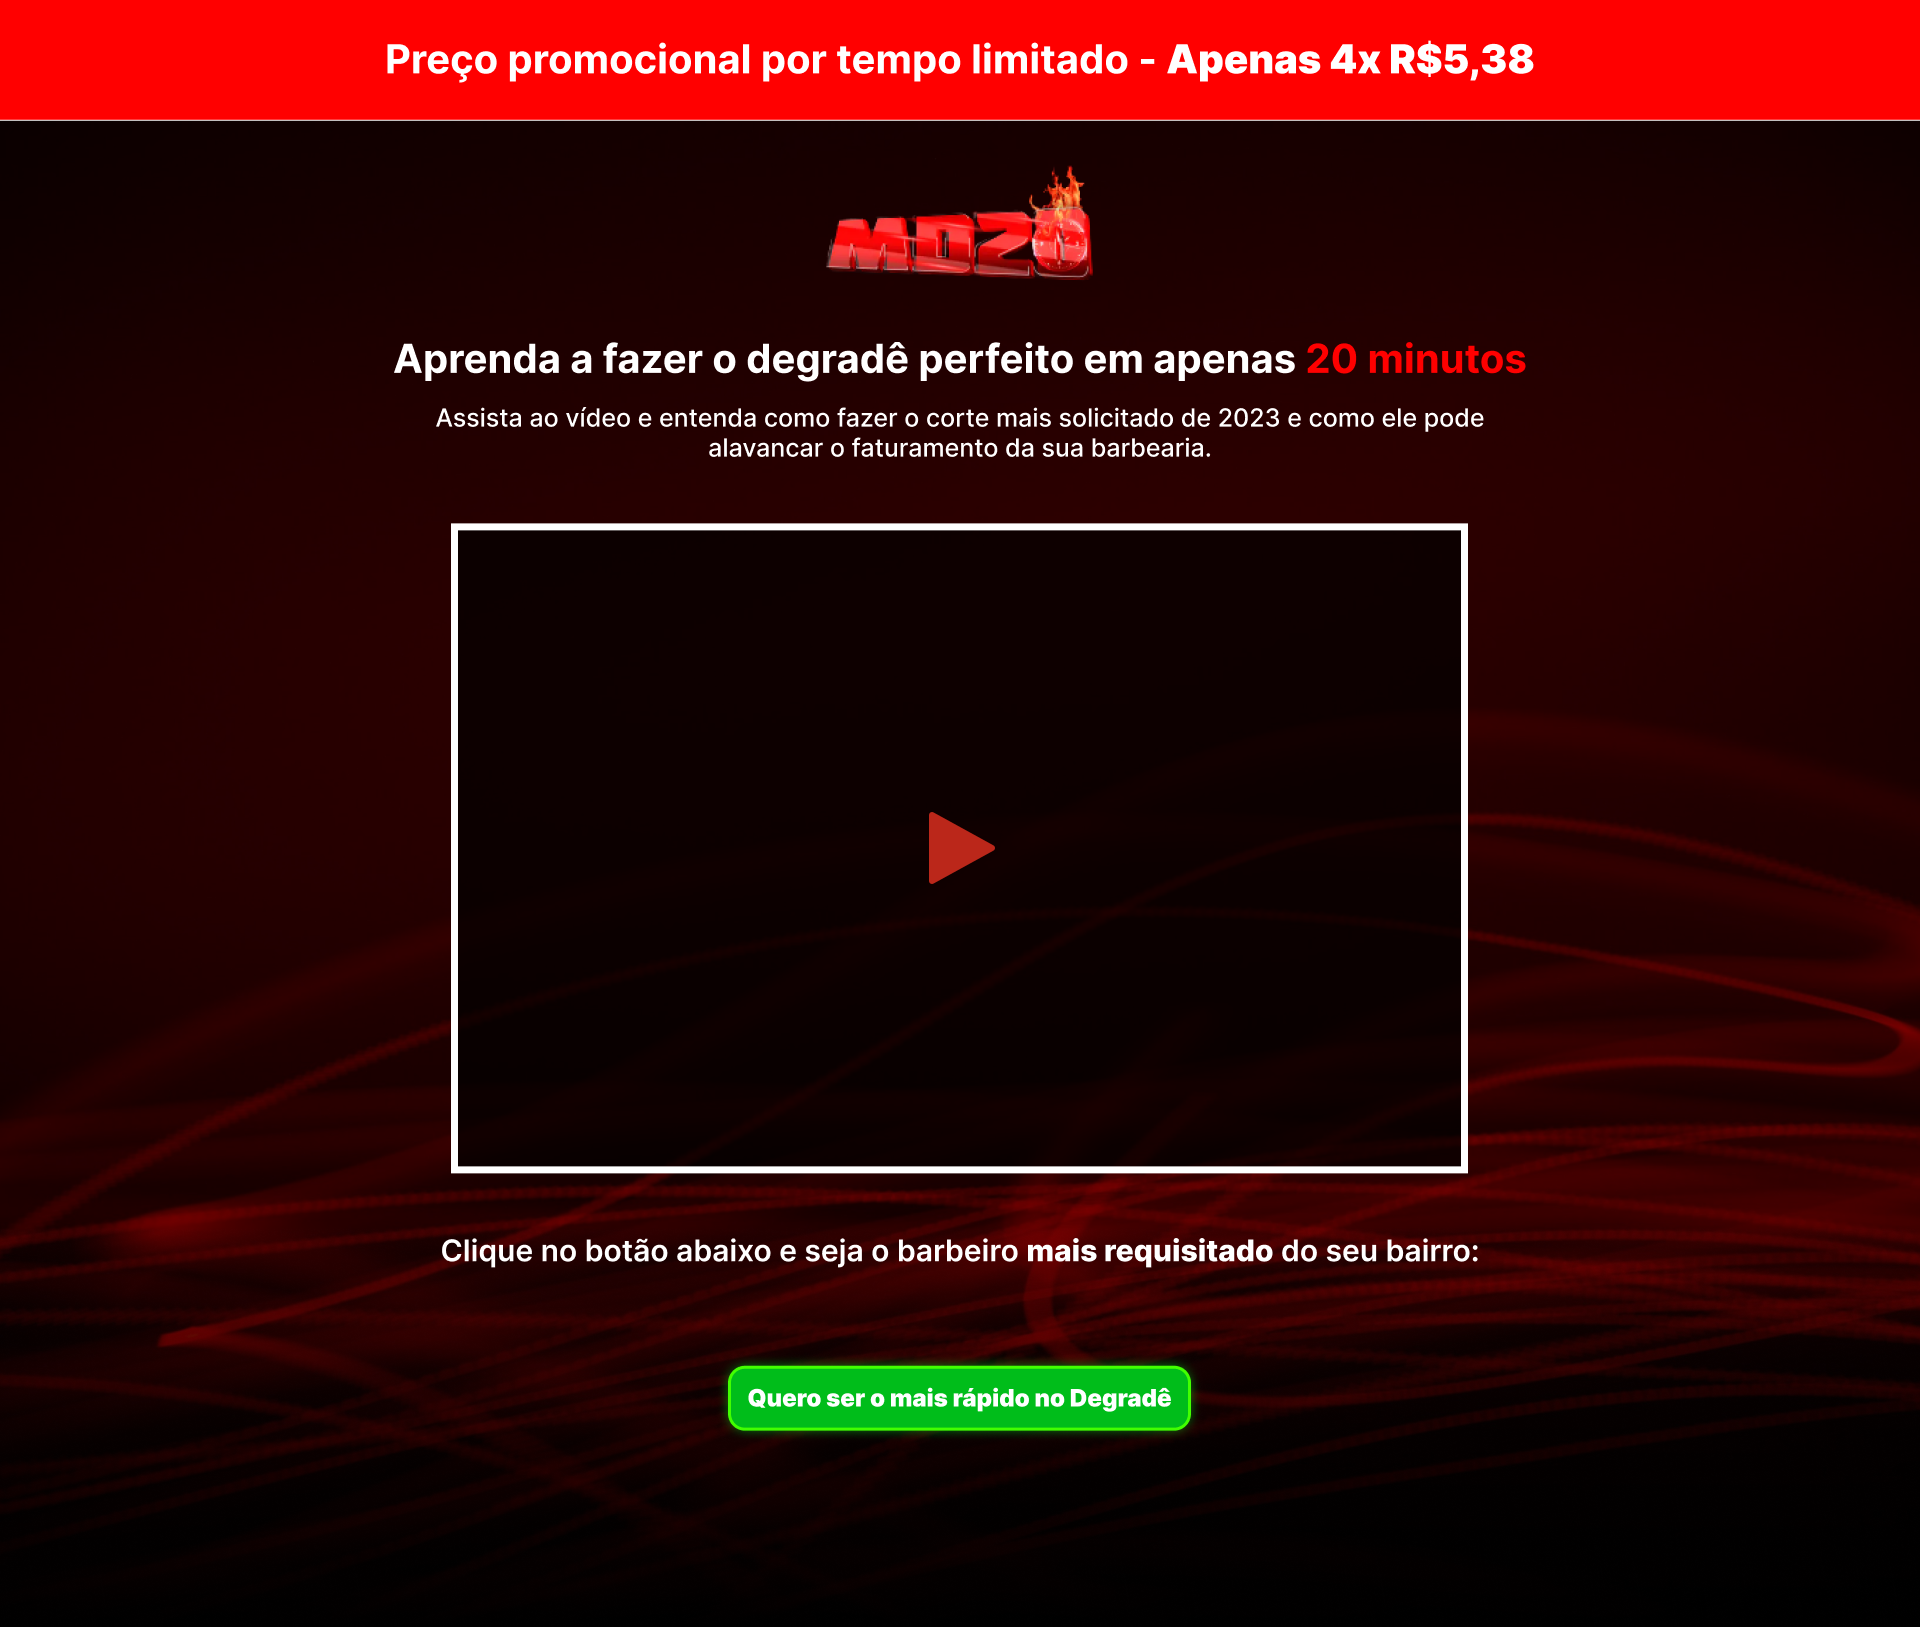 Preço promocional por tempo limitado - Apenas 4x R$5,38
MD20
Aprenda a fazer o degradê perfeito em apenas 20 minutos
Assista ao vídeo e entenda como fazer o corte mais solicitado de 2023 e como ele pode
alavancar o faturamento da sua barbearia.
Clique no botão abaixo e seja o barbeiro mais requisitado do seu bairro:
Quero ser o mais rápido no Degradê